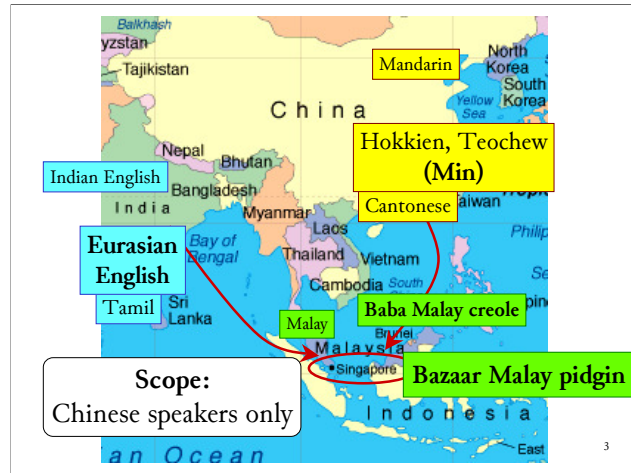 Balkhash
yzstan
Tajikistan
Mandarin
North
Korea
South
Korea
Yellow
Sea
China
Hokkien, Teochew
(Min)
Nepal
Bhutan
Indian English
Bangladesh
India
Myanmar
Cantonese
Taiwan
Laos
Philip
Eurasian
English
Bay of
Bengal
Thailand
Vietnam
Cambodia
South
Tamil
Sri
Lanka
Malay
Baba Malay creole
Brunei
Malaysia
Scope:
Chinese speakers only
Singapore
Bazaar Malay pidgin
Indonesia
an Ocean
East
3